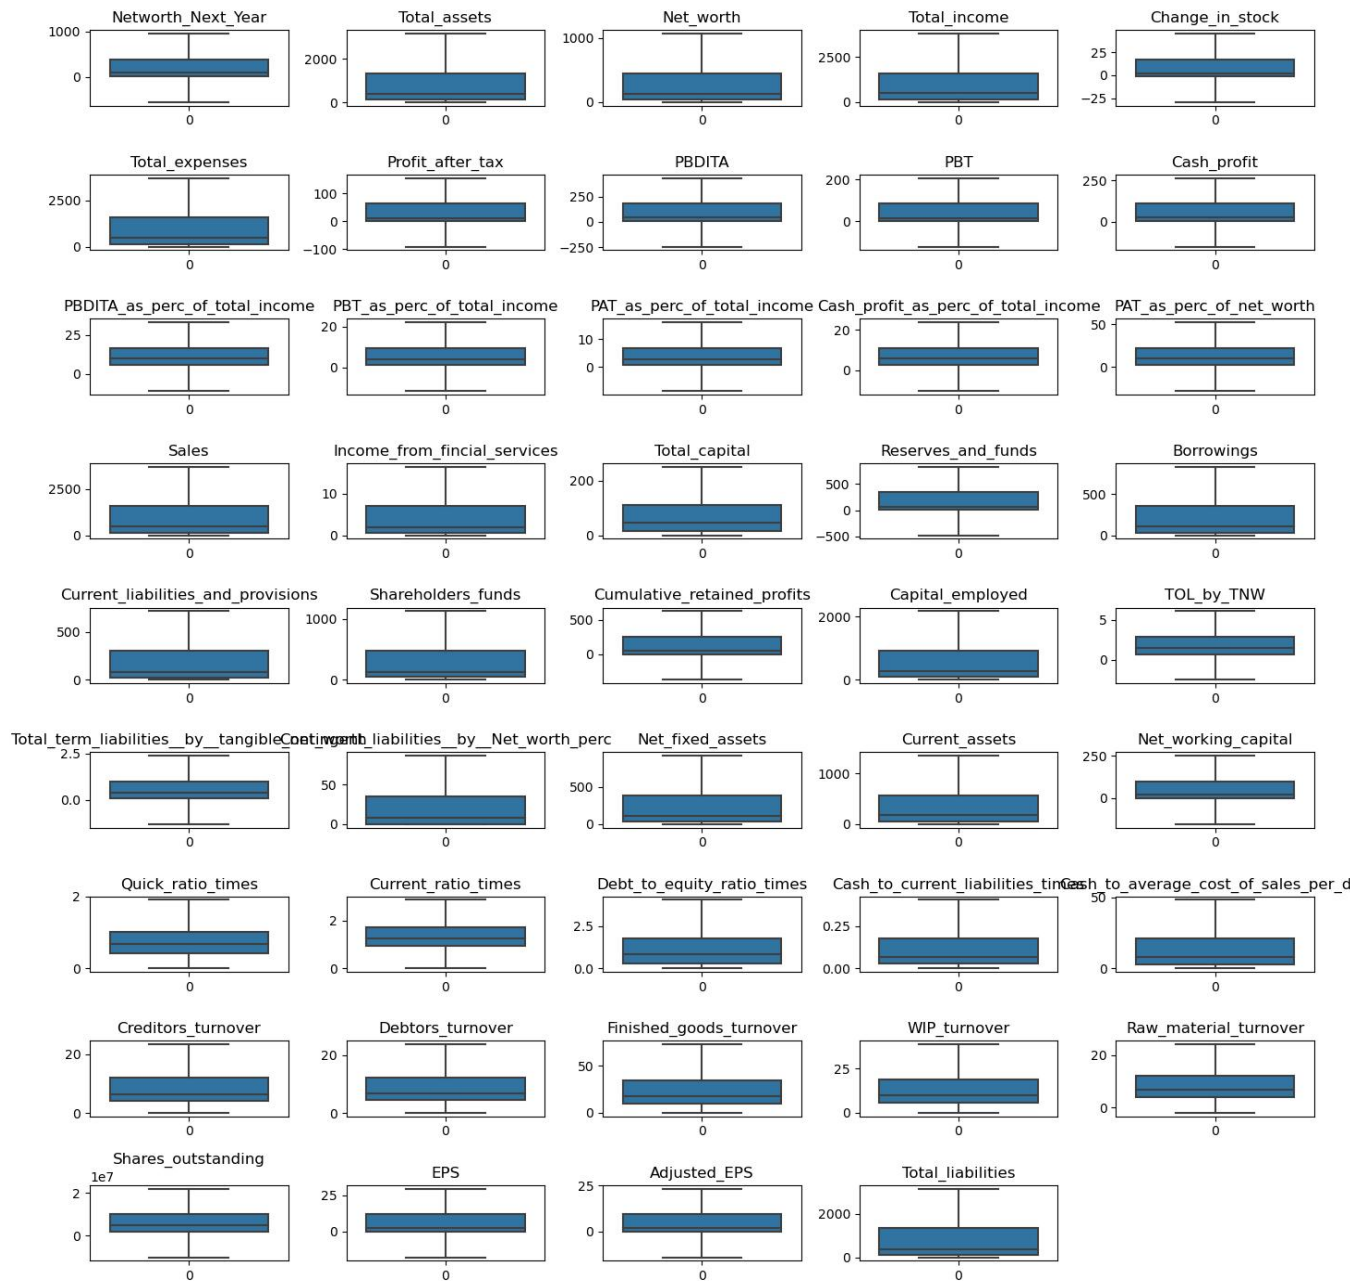 Networth_Next_Year Total_assets Net_worth Total_income Change_in_stock
1000 0 0
2000 0 0
1000 0 0
2500 0 0
25 0 −25 0
Total_expenses Profit_after_tax PBDITA PBT Cash_profit
2500 0 0
100 0 −100 0
250 0 −250 0
200 0 0
250 0 0
PBDITA_as_perc_of_total_income PBT_as_perc_of_total_income PAT_as_perc_of_total_income Cash_profit_as_perc_of_total_income PAT_as_perc_of_net_worth
25 0 0
20 0 0
10 0 0
20 0 0
50 0 0
Sales Income_from_fincial_services Total_capital Reserves_and_funds Borrowings
2500 0 0
10 0 0
200 0 0
500 0 −500 0
500 0 0
Current_liabilities_and_provisions Shareholders_funds Cumulative_retained_profits Capital_employed TOL_by_TNW
500 0 0
1000 0 0
500 0 0
2000 0 0
5 0 0
Total_term_liabilities__by__tangible_net_worth Contingent_liabilities__by__Net_worth_perc Net_fixed_assets Current_assets Net_working_capital
2.5 0.0 0
50 0 0
500 0 0
1000 0 0
250 0 0
Quick_ratio_times Current_ratio_times Debt_to_equity_ratio_times Cash_to_current_liabilities_times Cash_to_average_cost_of_sales_per_d
2 0 0
2 0 0
2.5 0.0 0
0.25 0.00 0
50 0 0
Creditors_turnover Debtors_turnover Finished_goods_turnover WIP_turnover Raw_material_turnover
20 0 0
20 0 0
50 0 0
25 0 0
20 0 0
Shares_outstanding EPS Adjusted_EPS Total_liabilities
1e7
2 0 0
25 0 0
25 0 0
2000 0 0